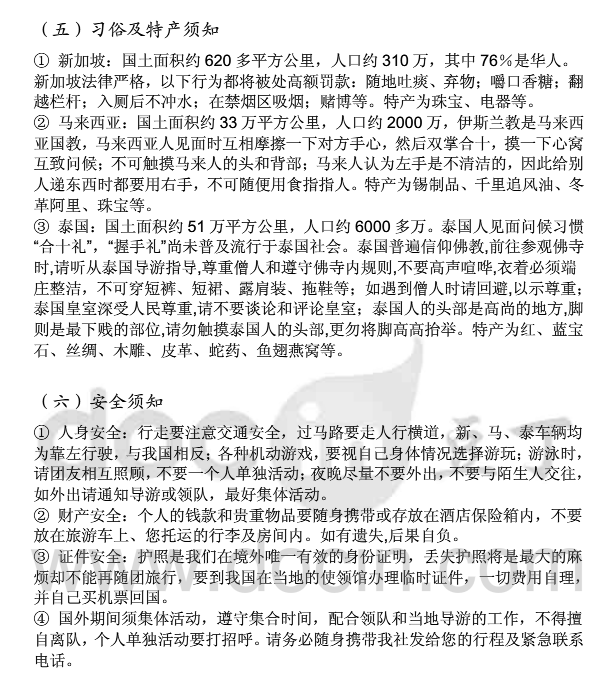 （五）习俗及特产须知
① 新加坡：国土面积约 620 多平方公里，人口约 310 万，其中 76%是华人。
新加坡法律严格，以下行为都将被处高额罚款：随地吐痰、弃物；嚼口香糖；翻
越栏杆；入厕后不冲水；在禁烟区吸烟；赌博等。特产为珠宝、电器等。
② 马来西亚：国土面积约 33 万平方公里，人口约 2000 万，伊斯兰教是马来西
亚国教，马来西亚人见面时互相摩擦一下对方手心，然后双掌合十，摸一下心窝
互致问候；不可触摸马来人的头和背部；马来人认为左手是不清洁的，因此给别
人递东西时都要用右手，不可随便用食指指人。特产为锡制品、千里追风油、冬
革阿里、珠宝等。
③ 泰国：国土面积约 51 万平方公里，人口约 6000 多万。泰国人见面问候习惯
“合十礼”，“握手礼”尚未普及流行于泰国社会。泰国普遍信仰佛教,前往参观佛寺
时,请听从泰国导游指导,尊重僧人和遵守佛寺内规则,不要高声喧哗,衣着必须端
庄整洁，不可穿短裤、短裙、露肩装、拖鞋等；如遇到僧人时请回避,以示尊重；
泰国皇室深受人民尊重,请不要谈论和评论皇室；泰国人的头部是高尚的地方,脚
则是最下贱的部位,请勿触摸泰国人的头部,更勿将脚高高抬举。特产为红、蓝宝
石、丝绸、木雕、皮革、蛇药、鱼翅燕窝等。
（六）安全须知
① 人身安全：行走要注意交通安全，过马路要走人行横道，新、马、泰车辆均
为靠左行驶，与我国相反；各种机动游戏，要视自己身体情况选择游玩；游泳时，
请团友相互照顾，不要一个人单独活动；夜晚尽量不要外出，不要与陌生人交往，
如外出请通知导游或领队，最好集体活动。
② 财产安全：个人的钱款和贵重物品要随身携带或存放在酒店保险箱内，不要
放在旅游车上、您托运的行李及房间内。如有遗失,后果自负。
③ 证件安全：护照是我们在境外唯一有效的身份证明，丢失护照将是最大的麻
烦却不能再随团旅行，要到我国在当地的使领馆办理临时证件，一切费用自理，
并自己买机票回国。
④ 国外期间须集体活动，遵守集合时间，配合领队和当地导游的工作，不得擅
自离队，个人单独活动要打招呼。请务必随身携带我社发给您的行程及紧急联系
电话。
docin 豆丁
www.docin.com